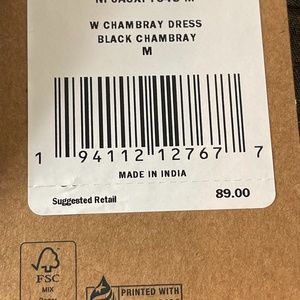 W CHAMBRAY DRESS
BLACK CHAMBRAY
M
1 94112 12767 7
MADE IN INDIA
Suggested Retail 89.00
FSC
MIX
PRINTED WITH